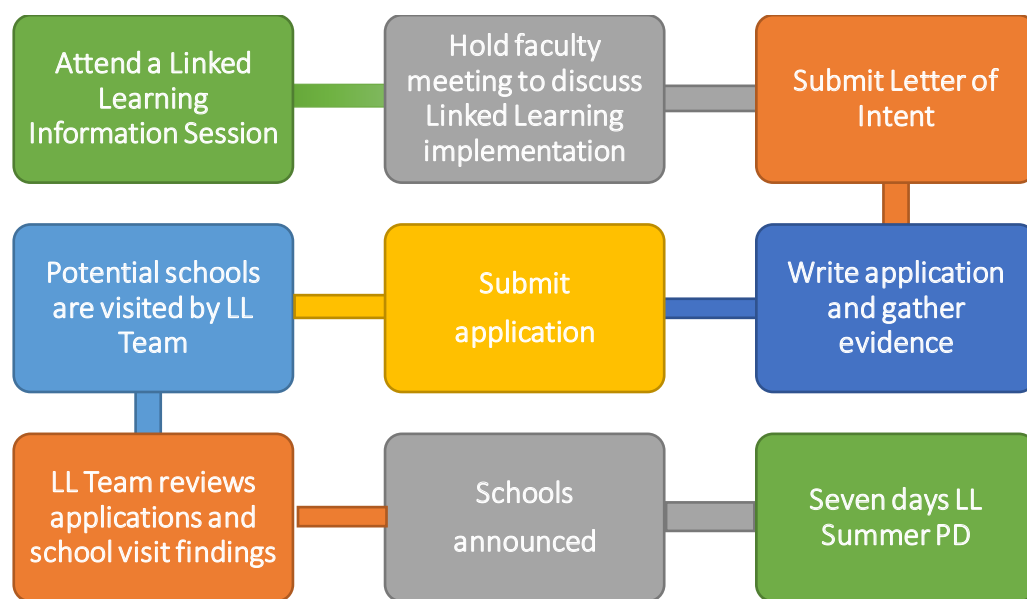 Attend a Linked
Learning
Information Session
Hold faculty
meeting to discuss
Linked Learning
implementation
Submit Letter of
Intent
Potential schools
are visited by LL
Team
Submit
application
Write application
and gather
evidence
LL Team reviews
applications and
school visit findings
Schools
announced
Seven days LL
Summer PD